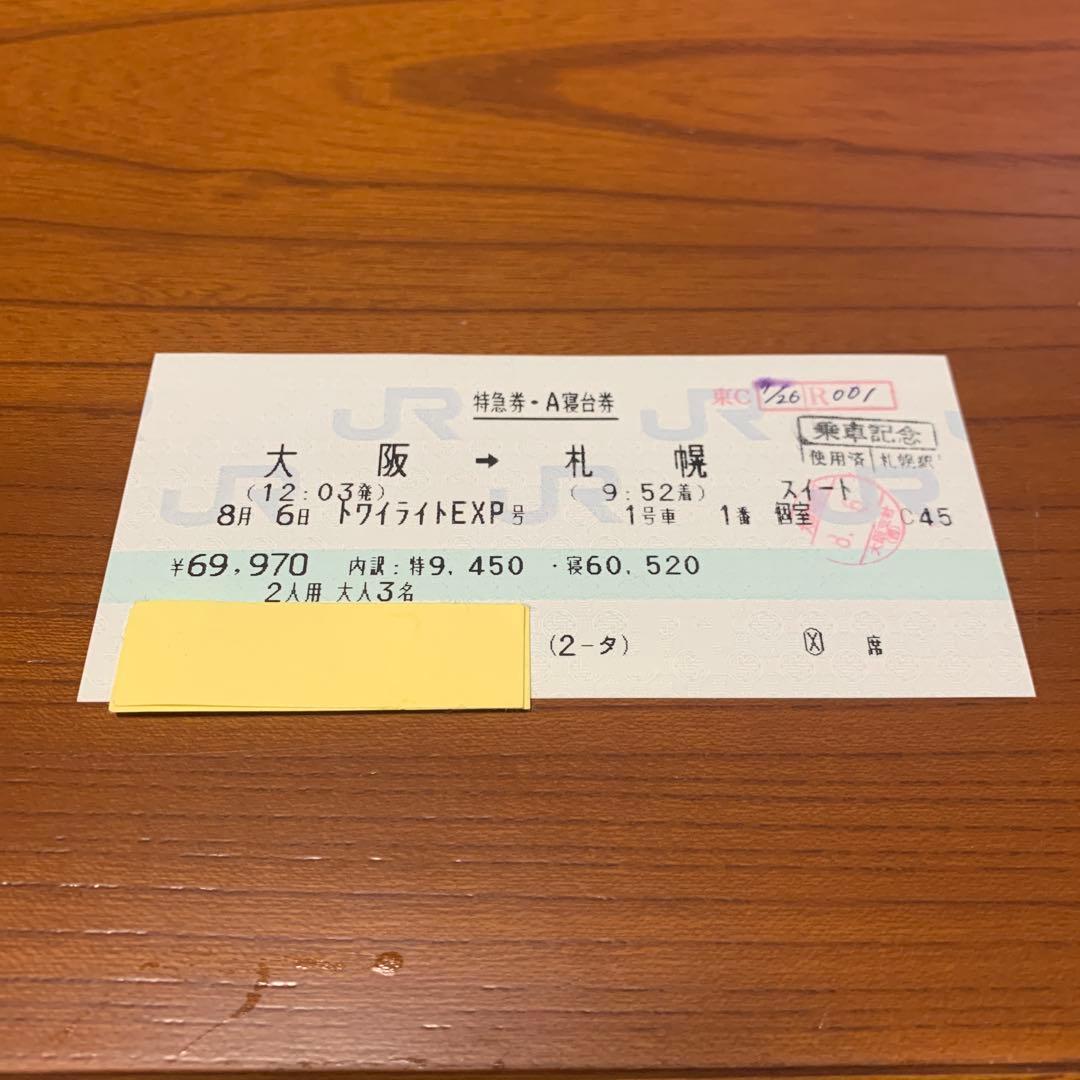 特急券・A寝台券
東C 7/26 R 001
乗車記念
使用済 札幌駅
大阪 → 札幌
(12:03発) (9:52着) スイート
8月 6日 トワイライトEXP号 1号車 1番 個室 C45
¥69,970 内訳:特9,450・寝60,520
2人用 大人3名
(2-タ) Ⓧ 席
JR